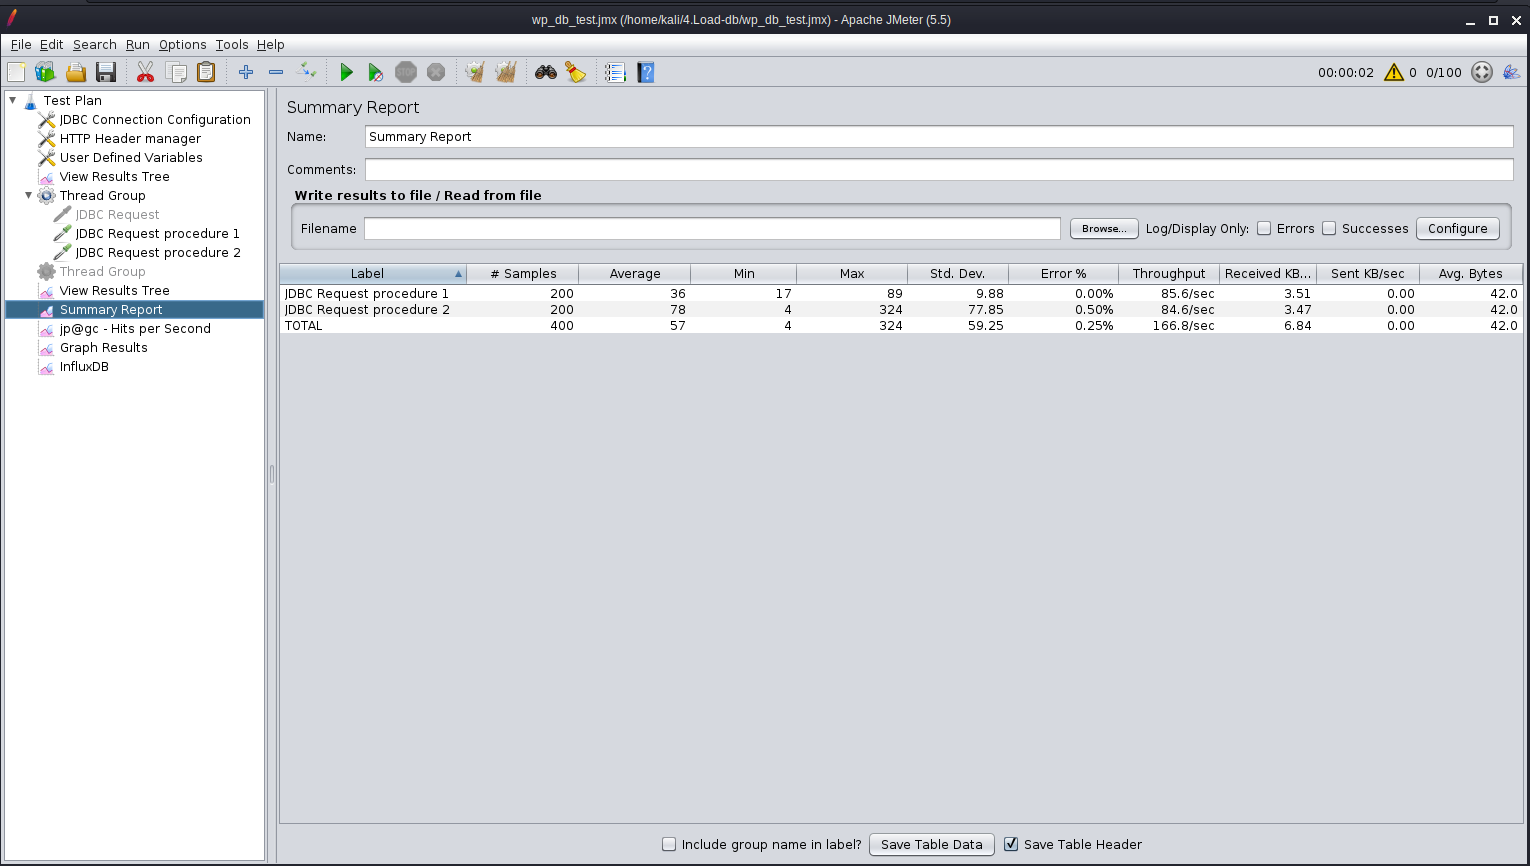 wp_db_test.jmx (/home/kali/4.Load-db/wp_db_test.jmx) - Apache JMeter (5.5)
File Edit Search Run Options Tools Help
STOP 00:00:02 0 0/100
Test Plan
JDBC Connection Configuration
HTTP Header manager
User Defined Variables
View Results Tree
Thread Group
JDBC Request
JDBC Request procedure 1
JDBC Request procedure 2
Thread Group
View Results Tree
Summary Report
jp@gc - Hits per Second
Graph Results
InfluxDB
Summary Report
Name: Summary Report
Comments:
Write results to file / Read from file
Filename Browse... Log/Display Only: Errors Successes Configure
Label # Samples Average Min Max Std. Dev. Error % Throughput Received KB... Sent KB/sec Avg. Bytes
JDBC Request procedure 1 200 36 17 89 9.88 0.00% 85.6/sec 3.51 0.00 42.0
JDBC Request procedure 2 200 78 4 324 77.85 0.50% 84.6/sec 3.47 0.00 42.0
TOTAL 400 57 4 324 59.25 0.25% 166.8/sec 6.84 0.00 42.0
Include group name in label? Save Table Data Save Table Header